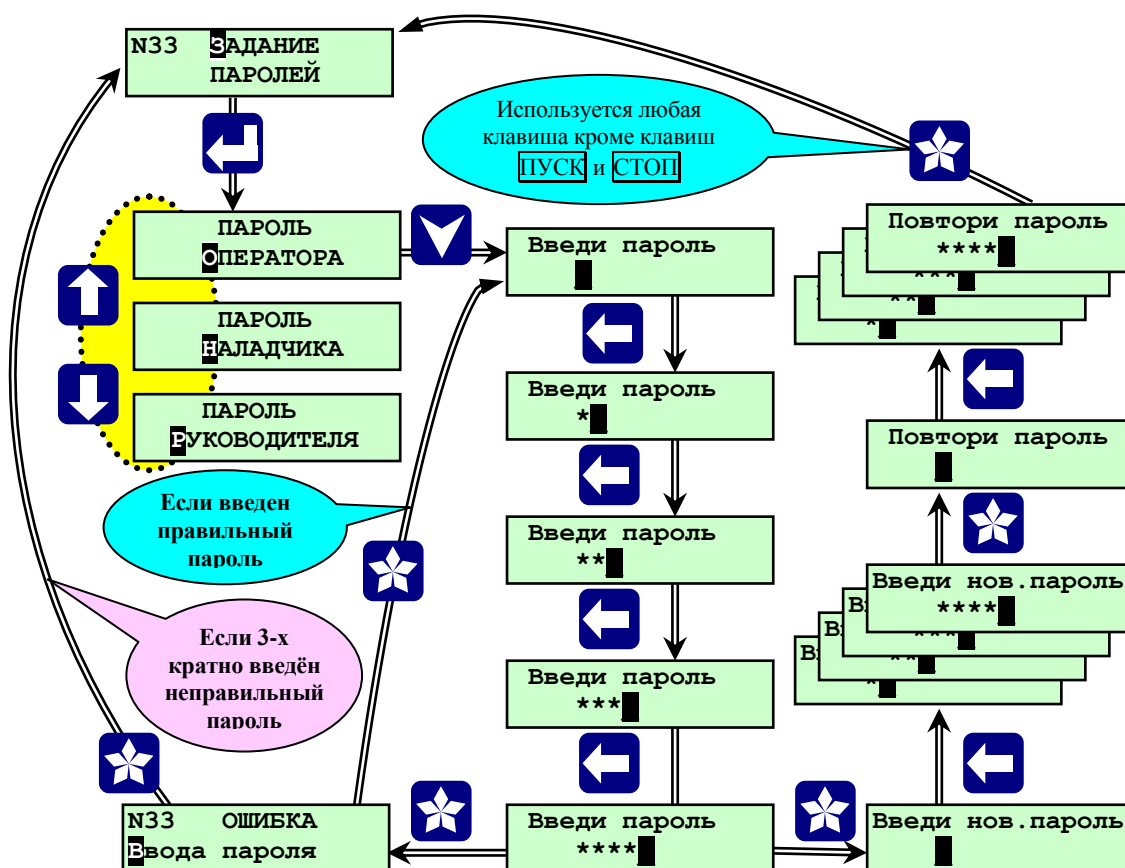 N33 ЗАДАНИЕ
ПАРОЛЕЙ
Используется любая
клавиша кроме клавиш
ПУСК и СТОП
ПАРОЛЬ
ОПЕРАТОРА
ПАРОЛЬ
НАЛАДЧИКА
ПАРОЛЬ
РУКОВОДИТЕЛЯ
Если введен
правильный
пароль
Если 3-х
кратно введён
неправильный
пароль
N33 ОШИБКА
Ввода пароля
Введи пароль
Введи пароль
*
Введи пароль
**
Введи пароль
***
Введи пароль
****
Повтори пароль
****
***
**
*
Повтори пароль
Введи нов.пароль
****
***
**
*
Введи нов.пароль